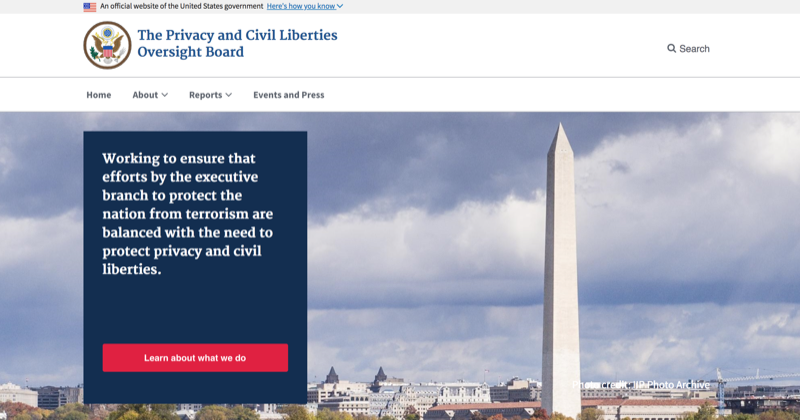 An official website of the United States government Here's how you know
The Privacy and Civil Liberties
Oversight Board
Search
Home About Reports Events and Press
Working to ensure that
efforts by the executive
branch to protect the
nation from terrorism are
balanced with the need to
protect privacy and civil
liberties.
Learn about what we do
Photo credit: IIP Photo Archive